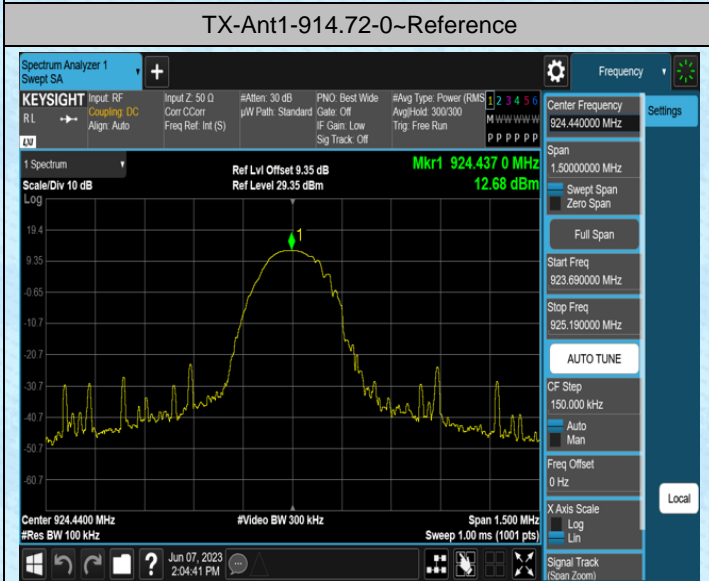 TX-Ant1-914.72-0~Reference
Spectrum Analyzer 1
Swept SA
Frequency
KEYSIGHT
RL
LXI
Input: RF
Coupling: DC
Align: Auto
Input Z: 50 Ω
Corr CCorr
Freq Ref: Int (S)
#Atten: 30 dB
µW Path: Standard
PNO: Best Wide
Gate: Off
IF Gain: Low
Sig Track: Off
#Avg Type: Power (RMS
Avg|Hold: 300/300
Trig: Free Run
1 2 3 4 5 6
M W W W W W
P P P P P P
1 Spectrum
Scale/Div 10 dB
Log
Ref Lvl Offset 9.35 dB
Ref Level 29.35 dBm
Mkr1 924.437 0 MHz
12.68 dBm
1
19.4
9.35
-0.65
-10.7
-20.7
-30.7
-40.7
-50.7
-60.7
Center 924.4400 MHz
#Res BW 100 kHz
#Video BW 300 kHz
Span 1.500 MHz
Sweep 1.00 ms (1001 pts)
Center Frequency
924.440000 MHz
Span
1.50000000 MHz
Swept Span
Zero Span
Full Span
Start Freq
923.690000 MHz
Stop Freq
925.190000 MHz
AUTO TUNE
CF Step
150.000 kHz
Auto
Man
Freq Offset
0 Hz
X Axis Scale
Log
Lin
Signal Track
(Span Zoom)
Settings
Local
?
Jun 07, 2023
2:04:41 PM